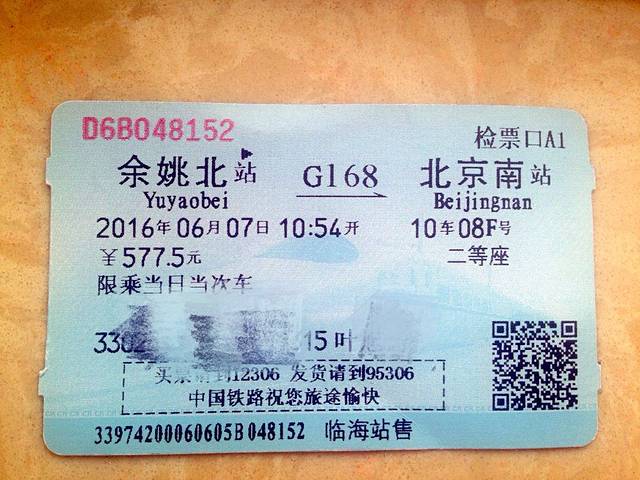 D6B048152
检票口A1
余姚北站 G168 北京南站
Yuyaobei Beijingnan
2016年06月07日 10:54开 10车08F号
￥577.5元 二等座
限乘当日当次车
3302 15叶
买票请到12306 发货请到95306
中国铁路祝您旅途愉快
33974200060605B048152 临海站售